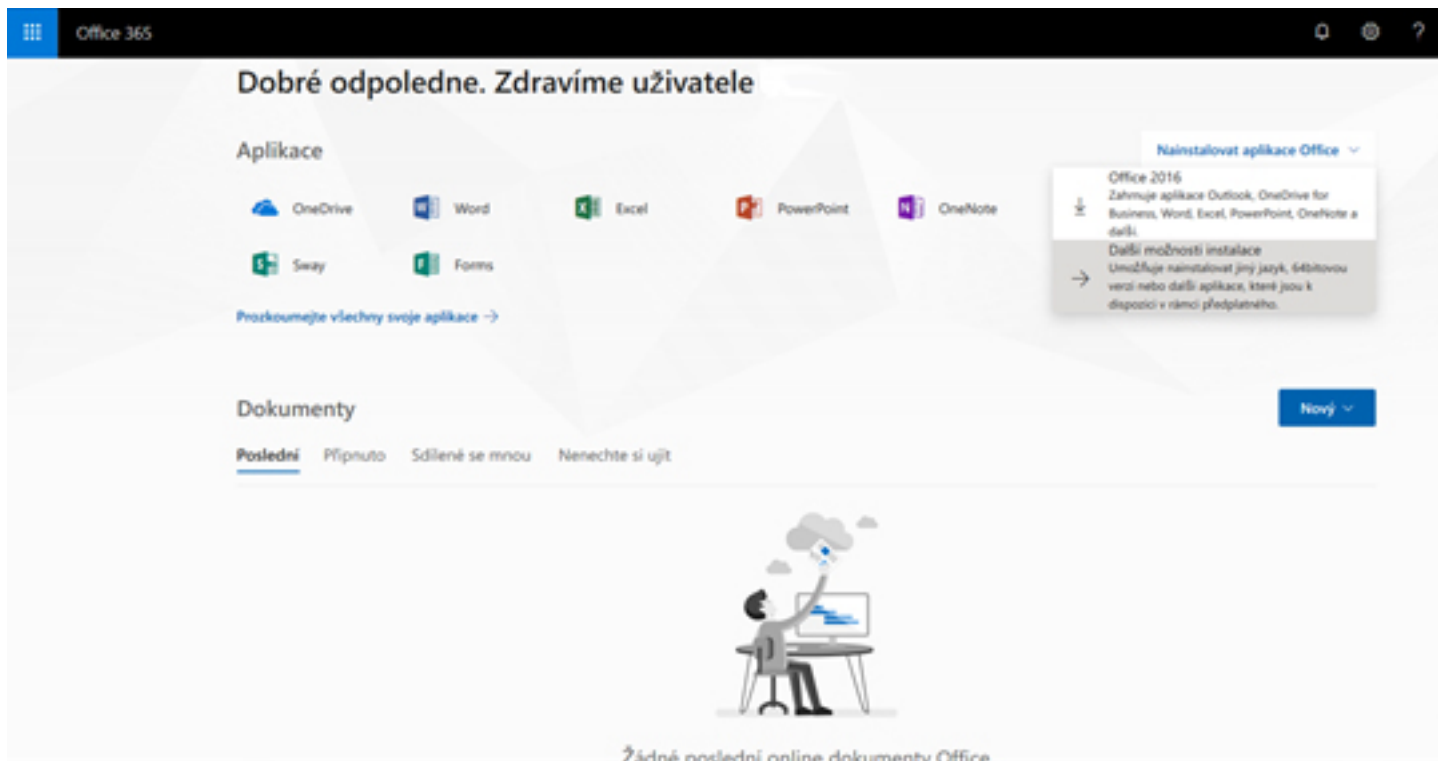 Office 365
?
Dobré odpoledne. Zdravíme uživatele
Aplikace
Nainstalovat aplikace Office
OneDrive
Word
Excel
PowerPoint
OneNote
Sway
Forms
Office 2016
Zahrnuje aplikace Outlook, OneDrive for
Business, Word, Excel, PowerPoint, OneNote a
další.
Další možnosti instalace
Umožňuje nainstalovat jiný jazyk, 64bitovou
verzi nebo další aplikace, které jsou k
dispozici v rámci předplatného.
Prozkoumejte všechny svoje aplikace →
Dokumenty
Nový
Poslední
Připnuto
Sdílené se mnou
Nenechte si ujít
Žádné poslední online dokumenty Office